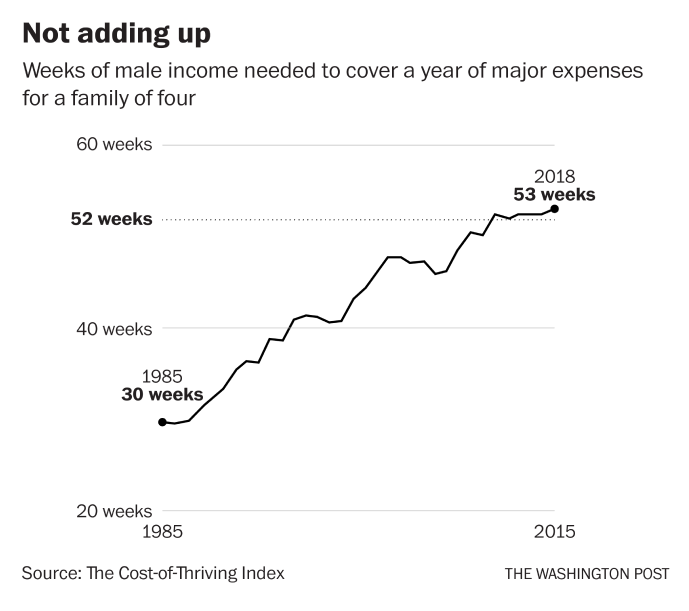 Not adding up
Weeks of male income needed to cover a year of major expenses
for a family of four
60 weeks
2018
53 weeks
52 weeks
40 weeks
1985
30 weeks
20 weeks
1985 2015
Source: The Cost-of-Thriving Index THE WASHINGTON POST